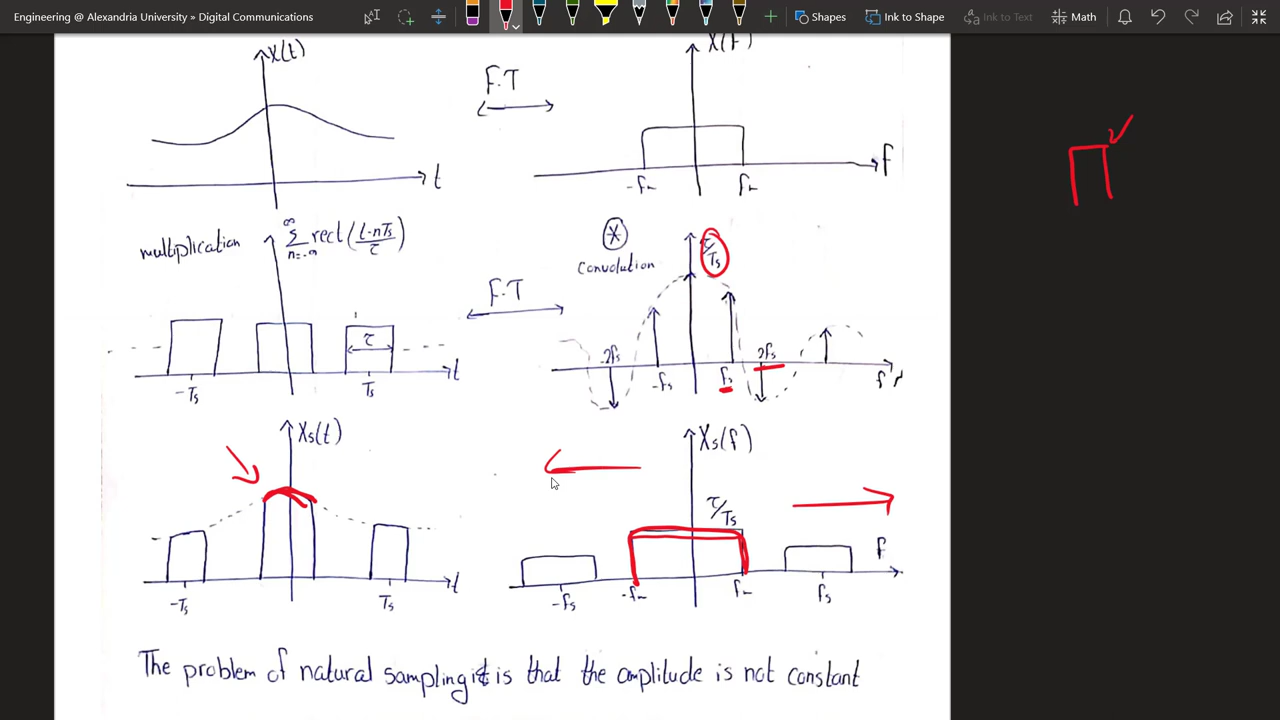 Engineering @ Alexandria University » Digital Communications
Shapes
Ink to Shape
Ink to Text
Math
X(t)
F.T
X(f)
t
-fm
fm
f
multiplication
∞
Σ rect(t-nTs/τ)
n=-∞
*
Convolution
τ/Ts
F.T
τ
-Ts
Ts
t
-2fs
-fs
fs
2fs
f
Xs(t)
Xs(f)
τ/Ts
-Ts
Ts
t
-fs
-fm
fm
fs
f
The problem of natural sampling is that the amplitude is not constant